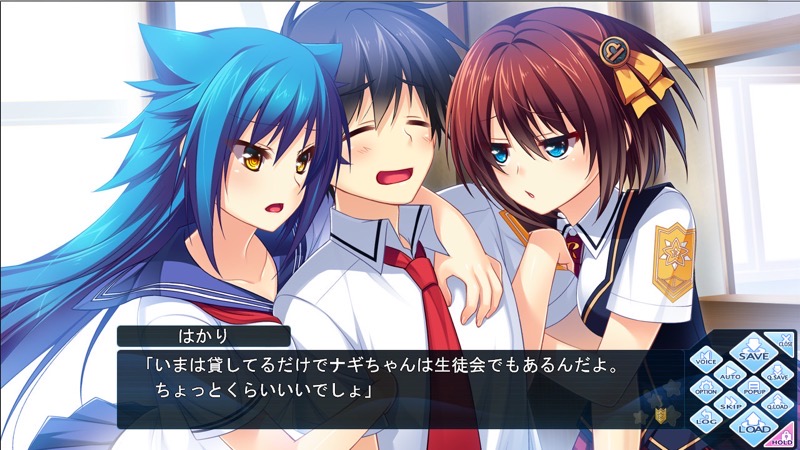 はかり
「いまは貸してるだけでナギちゃんは生徒会でもあるんだよ。
ちょっとくらいいいでしょ」
CLOSE
VOICE
SAVE
AUTO
Q.SAVE
OPTION
POPUP
SKIP
Q.LOAD
LOG
LOAD
HOLD